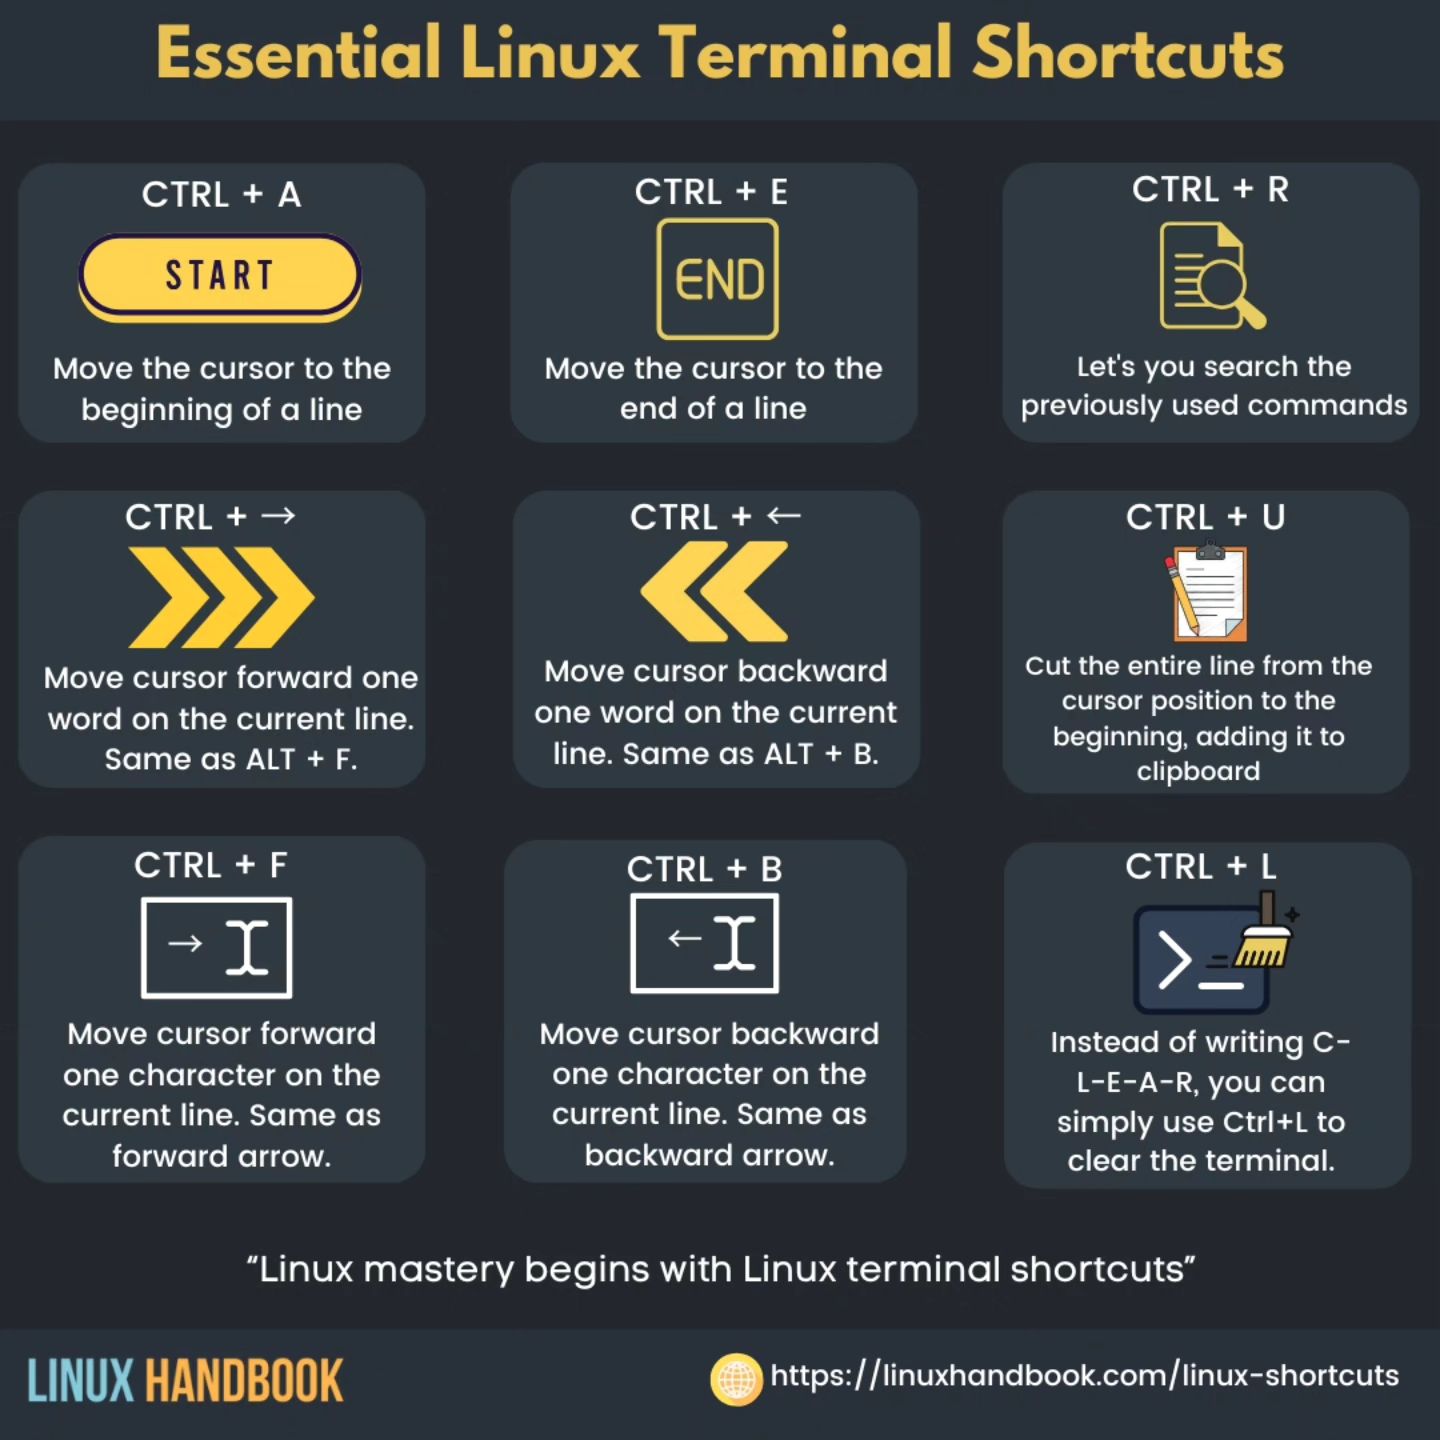 Essential Linux Terminal Shortcuts
CTRL + A
START
Move the cursor to the
beginning of a line
CTRL + E
END
Move the cursor to the
end of a line
CTRL + R
Let's you search the
previously used commands
CTRL + →
Move cursor forward one
word on the current line.
Same as ALT + F.
CTRL + ←
Move cursor backward
one word on the current
line. Same as ALT + B.
CTRL + U
Cut the entire line from the
cursor position to the
beginning, adding it to
clipboard
CTRL + F
Move cursor forward
one character on the
current line. Same as
forward arrow.
CTRL + B
Move cursor backward
one character on the
current line. Same as
backward arrow.
CTRL + L
Instead of writing C-
L-E-A-R, you can
simply use Ctrl+L to
clear the terminal.
“Linux mastery begins with Linux terminal shortcuts”
LINUX HANDBOOK
https://linuxhandbook.com/linux-shortcuts